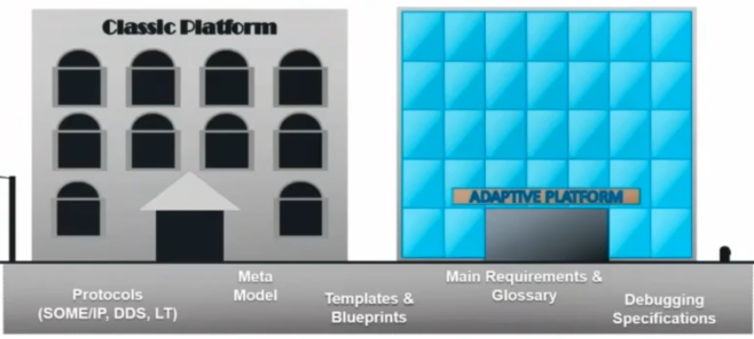 Classic Platform
ADAPTIVE PLATFORM
Protocols
(SOME/IP, DDS, LT)
Meta
Model
Templates &
Blueprints
Main Requirements &
Glossary
Debugging
Specifications